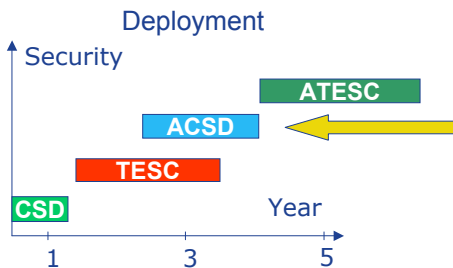 Deployment
Security
ATESC
ACSD
TESC
CSD
Year
1 3 5